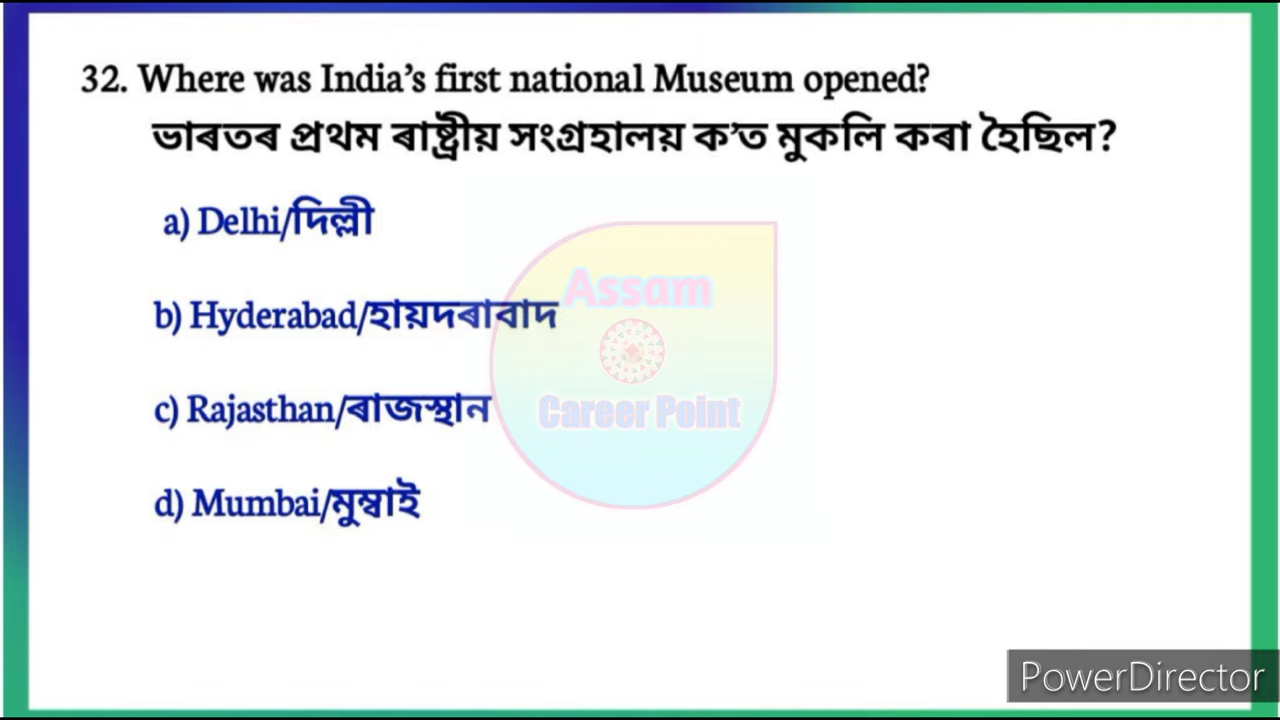 32. Where was India’s first national Museum opened?
ভাৰতৰ প্ৰথম ৰাষ্ট্ৰীয় সংগ্ৰহালয় ক’ত মুকলি কৰা হৈছিল?
a) Delhi/দিল্লী
b) Hyderabad/হায়দৰাবাদ
Assam
c) Rajasthan/ৰাজস্থান
Career Point
d) Mumbai/মুম্বাই
PowerDirector